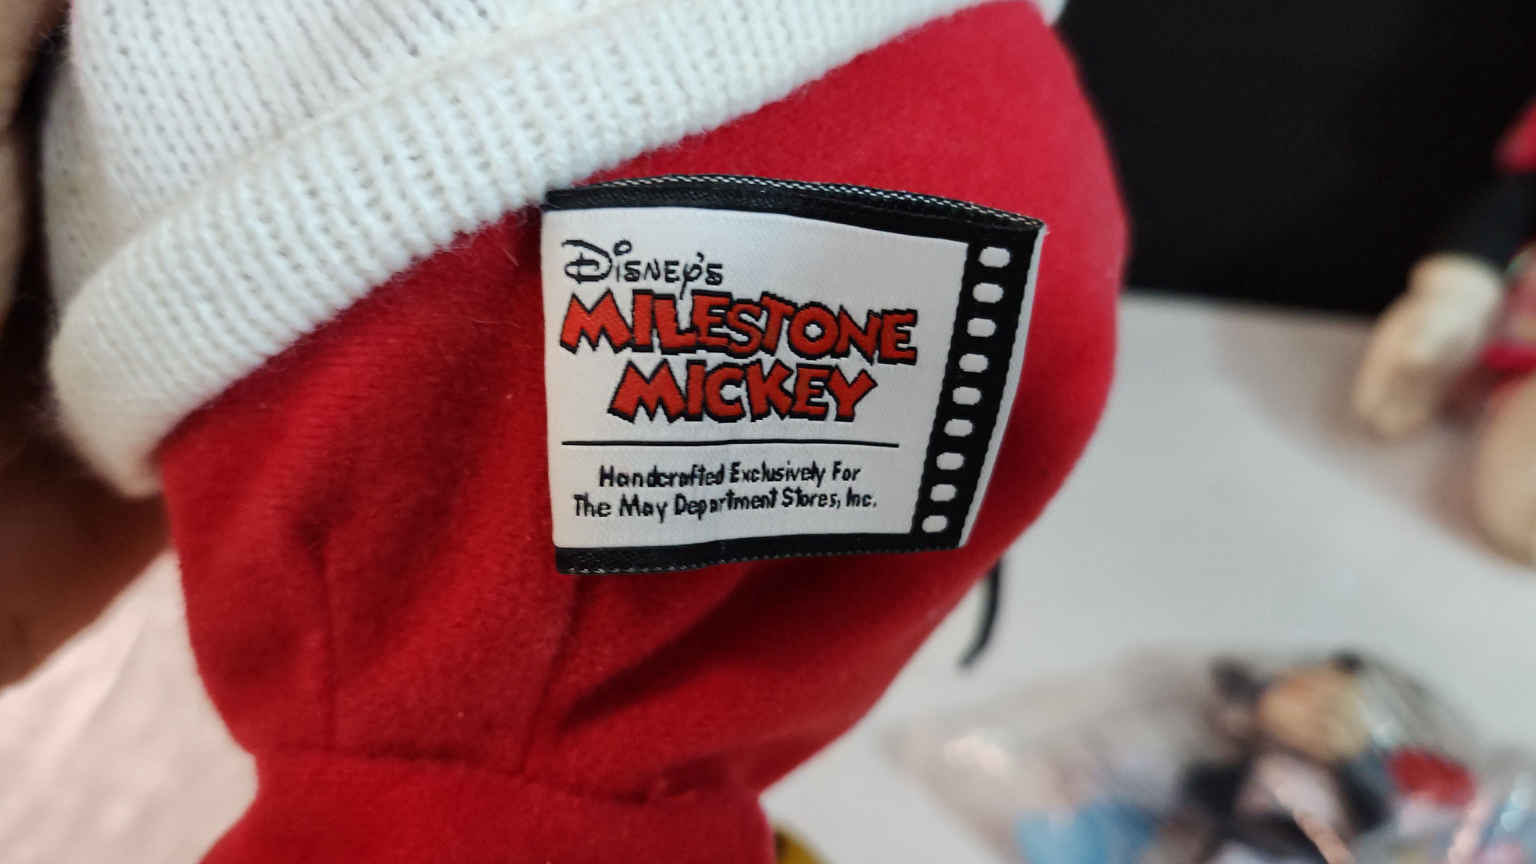 Disney's
MILESTONE
MICKEY
Handcrafted Exclusively For
The May Department Stores, Inc.